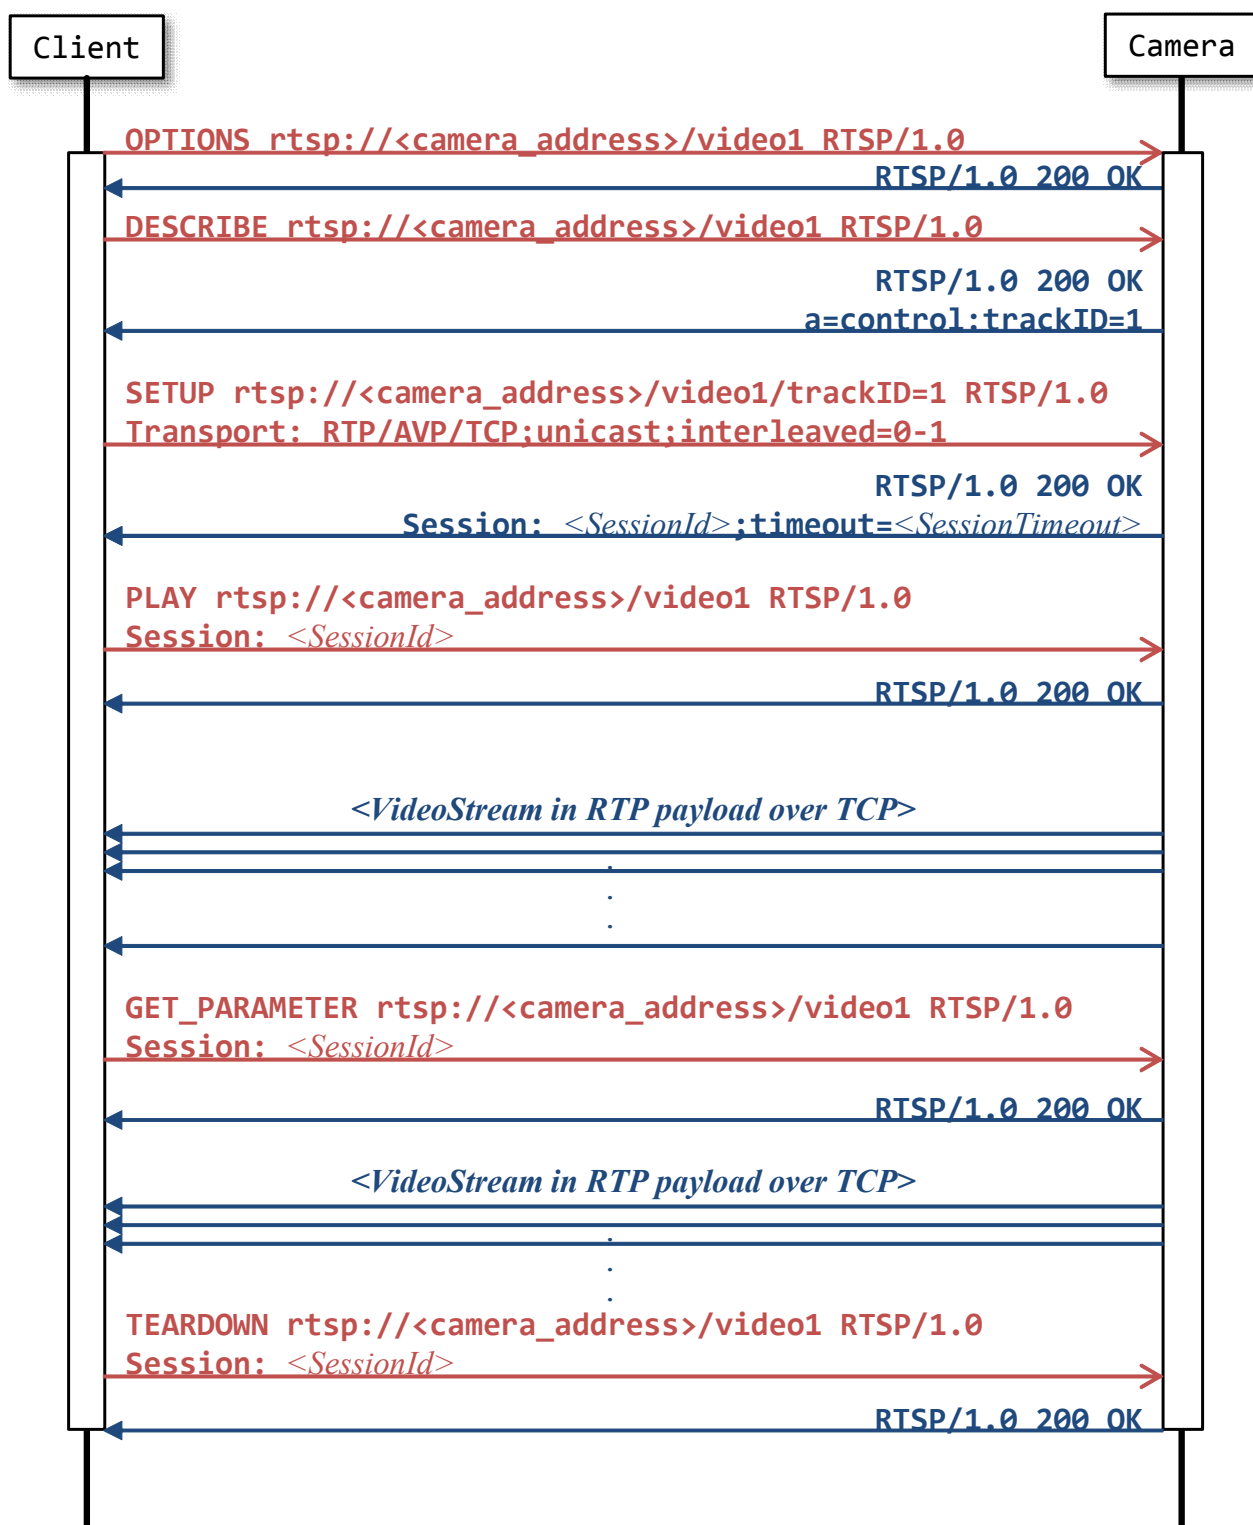 Client
Camera
OPTIONS rtsp://<camera_address>/video1 RTSP/1.0
RTSP/1.0 200 OK
DESCRIBE rtsp://<camera_address>/video1 RTSP/1.0
RTSP/1.0 200 OK
a=control:trackID=1
SETUP rtsp://<camera_address>/video1/trackID=1 RTSP/1.0
Transport: RTP/AVP/TCP;unicast;interleaved=0-1
RTSP/1.0 200 OK
Session: <SessionId>;timeout=<SessionTimeout>
PLAY rtsp://<camera_address>/video1 RTSP/1.0
Session: <SessionId>
RTSP/1.0 200 OK
<VideoStream in RTP payload over TCP>
.
.
.
GET_PARAMETER rtsp://<camera_address>/video1 RTSP/1.0
Session: <SessionId>
RTSP/1.0 200 OK
<VideoStream in RTP payload over TCP>
.
.
.
TEARDOWN rtsp://<camera_address>/video1 RTSP/1.0
Session: <SessionId>
RTSP/1.0 200 OK